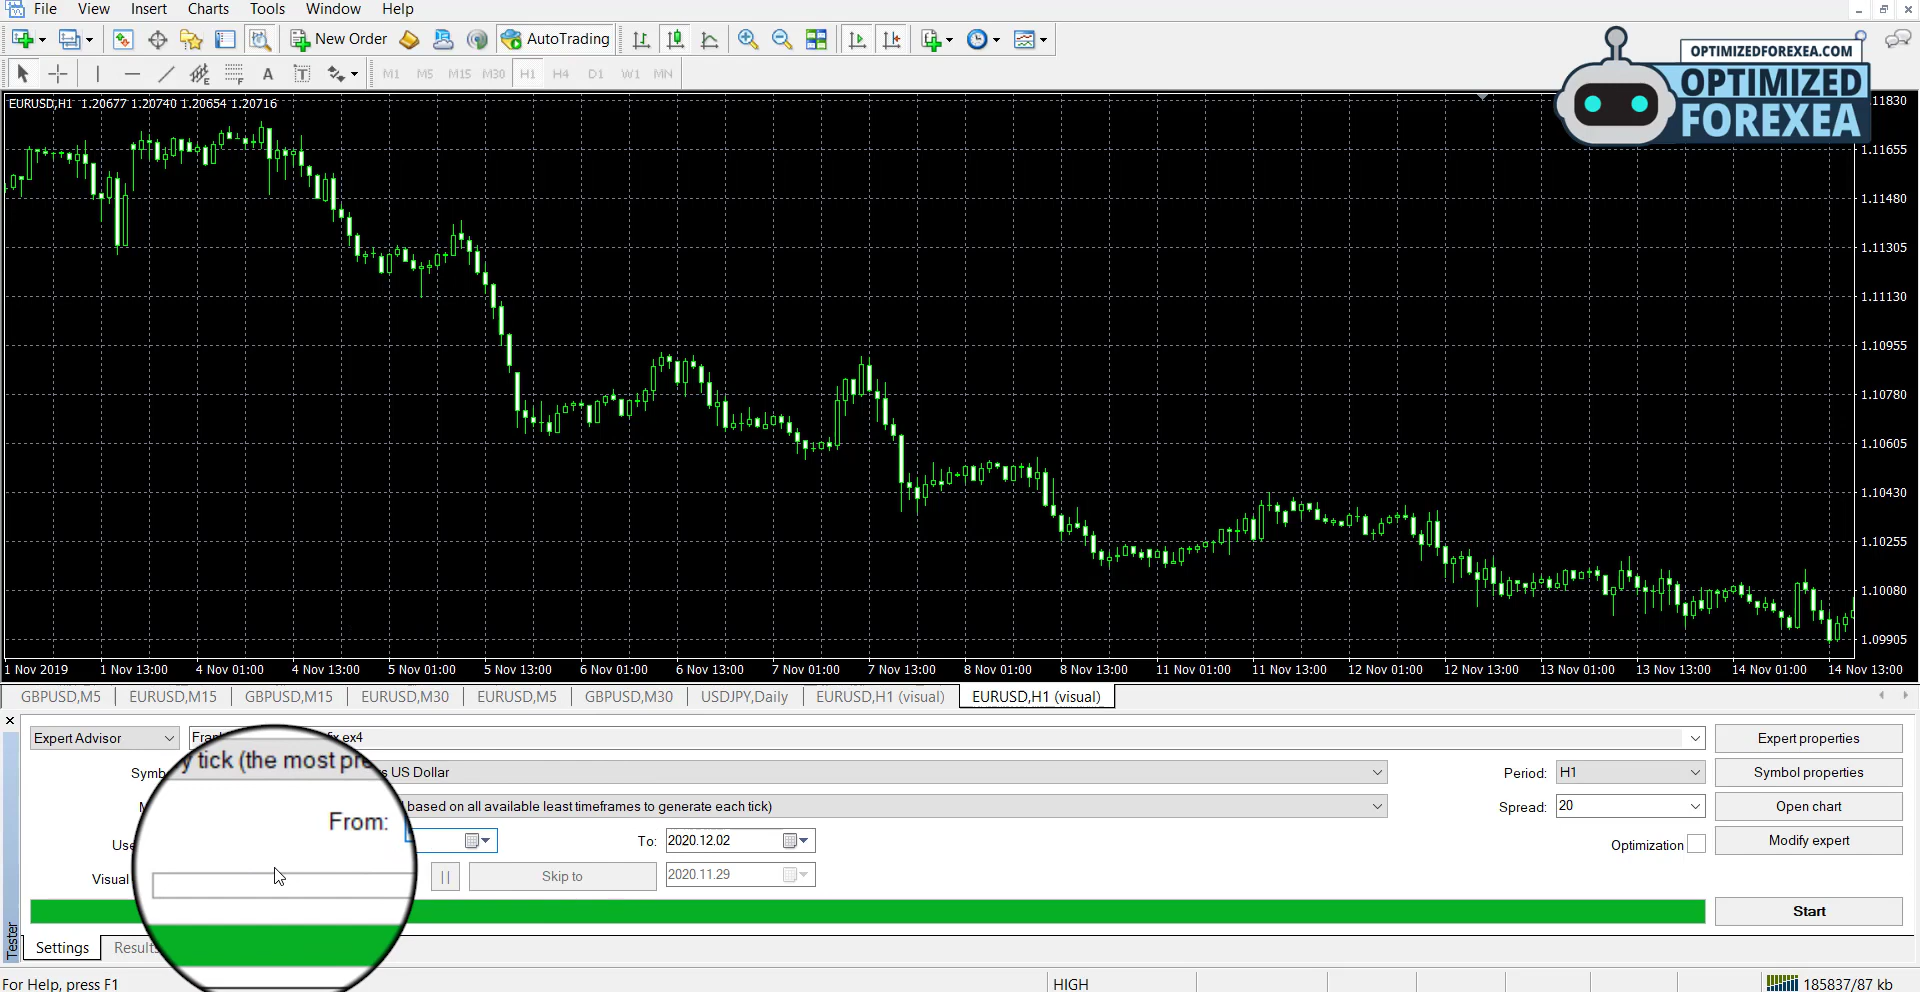 File View Insert Charts Tools Window Help
New Order AutoTrading
OPTIMIZEDFOREXEA.COM
A T M1 M5 M15 M30 H1 H4 D1 W1 MN
OPTIMIZED
FOREXEA
EURUSD,H1 1.20677 1.20740 1.20654 1.20716
1.11830
1.11655
1.11480
1.11305
1.11130
1.10955
1.10780
1.10605
1.10430
1.10255
1.10080
1.09905
1 Nov 2019 1 Nov 13:00 4 Nov 01:00 4 Nov 13:00 5 Nov 01:00 5 Nov 13:00 6 Nov 01:00 6 Nov 13:00 7 Nov 01:00 7 Nov 13:00 8 Nov 01:00 8 Nov 13:00 11 Nov 01:00 11 Nov 13:00 12 Nov 01:00 12 Nov 13:00 13 Nov 01:00 13 Nov 13:00 14 Nov 01:00 14 Nov 13:00
GBPUSD,M5 EURUSD,M15 GBPUSD,M15 EURUSD,M30 EURUSD,M5 GBPUSD,M30 USDJPY,Daily EURUSD,H1 (visual) EURUSD,H1 (visual)
Expert Advisor .ex4 Expert properties
tick (the most
US Dollar Period: H1 Symbol properties
based on all available least timeframes to generate each tick) Spread: 20 Open chart
From: To: 2020.12.02 Optimization Modify expert
Visual Skip to 2020.11.29
Start
Tester
Settings
For Help, press F1 HIGH 185837/87 kb